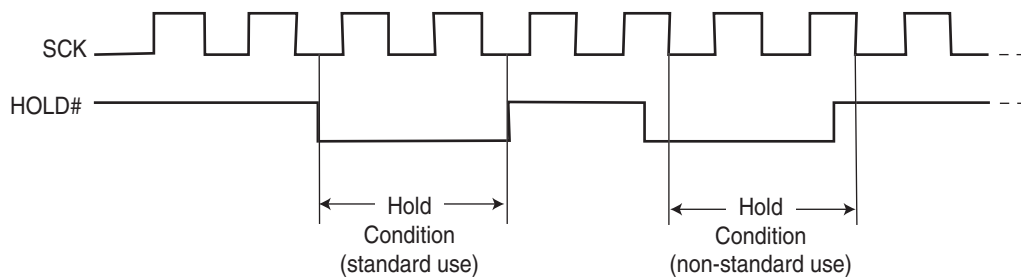 SCK
HOLD#
Hold
Condition
(standard use)
Hold
Condition
(non-standard use)